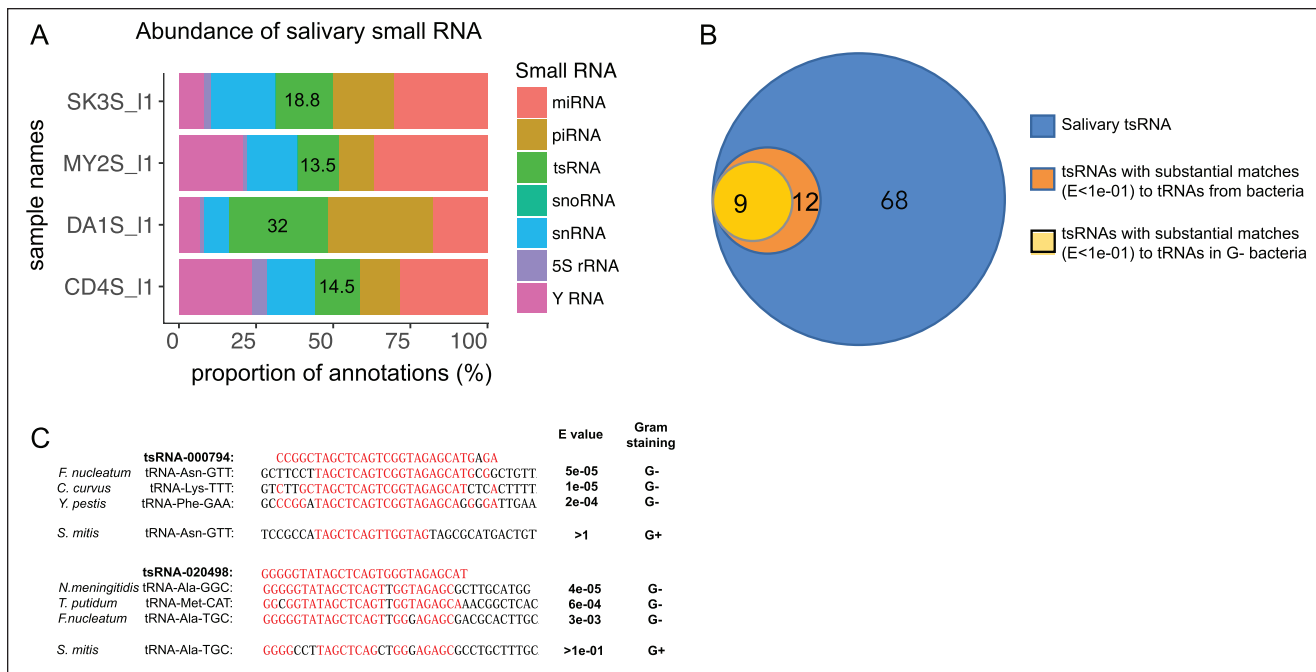 A
Abundance of salivary small RNA
sample names
SK3S_I1
MY2S_I1
DA1S_I1
CD4S_I1
18.8
13.5
32
14.5
0 25 50 75 100
proportion of annotations (%)
Small RNA
miRNA
piRNA
tsRNA
snoRNA
snRNA
5S rRNA
Y RNA
B
9 12 68
Salivary tsRNA
tsRNAs with substantial matches
(E<1e-01) to tRNAs from bacteria
tsRNAs with substantial matches
(E<1e-01) to tRNAs in G- bacteria
C
E value Gram
staining
tsRNA-000794: CCGGCTAGCTCAGTCGGTAGAGCATGAGA
F. nucleatum tRNA-Asn-GTT: GCTTCCTTAGCTCAGTCGGTAGAGCATGCGGCTGTT 5e-05 G-
C. curvus tRNA-Lys-TTT: GTCTTGCTAGCTCAGTCGGTAGAGCATCTCACTTTT 1e-05 G-
Y. pestis tRNA-Phe-GAA: GCCCGGATAGCTCAGTCGGTAGAGCAGGGGATTGAA 2e-04 G-
S. mitis tRNA-Asn-GTT: TCCGCCATAGCTCAGTTGGTAGTAGCGCATGACTGT >1 G+
tsRNA-020498: GGGGGTATAGCTCAGTGGGTAGAGCAT
N.meningitidis tRNA-Ala-GGC: GGGGGTATAGCTCAGTTGGTAGAGCGCTTGCATGG 4e-05 G-
T. putidum tRNA-Met-CAT: GGCGGTATAGCTCAGTTGGTAGAGCAAACGGCTCAC 6e-04 G-
F.nucleatum tRNA-Ala-TGC: GGGGGTATAGCTCAGTTGGGAGAGCGACGCACTTGC 3e-03 G-
S. mitis tRNA-Ala-TGC: GGGGCCTTAGCTCAGCTGGGAGAGCGCCTGCTTTGC >1e-01 G+